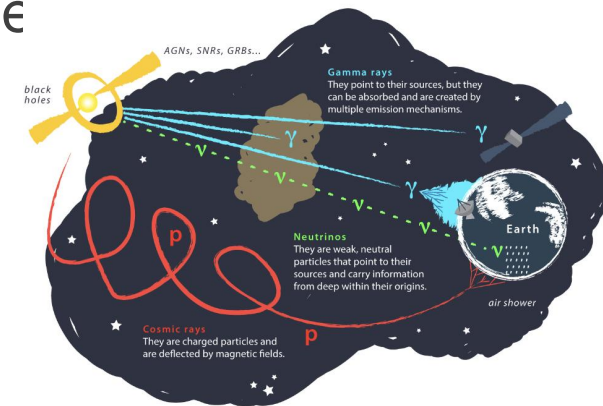 e
AGNs, SNRs, GRBs...
black
holes
Gamma rays
They point to their sources, but they
can be absorbed and are created by
multiple emission mechanisms.
γ
γ
γ
ν
ν
ν
ν
ν
Earth
Neutrinos
They are weak, neutral
particles that point to their
sources and carry information
from deep within their origins.
air shower
p
Cosmic rays
They are charged particles and
are deflected by magnetic fields.
p